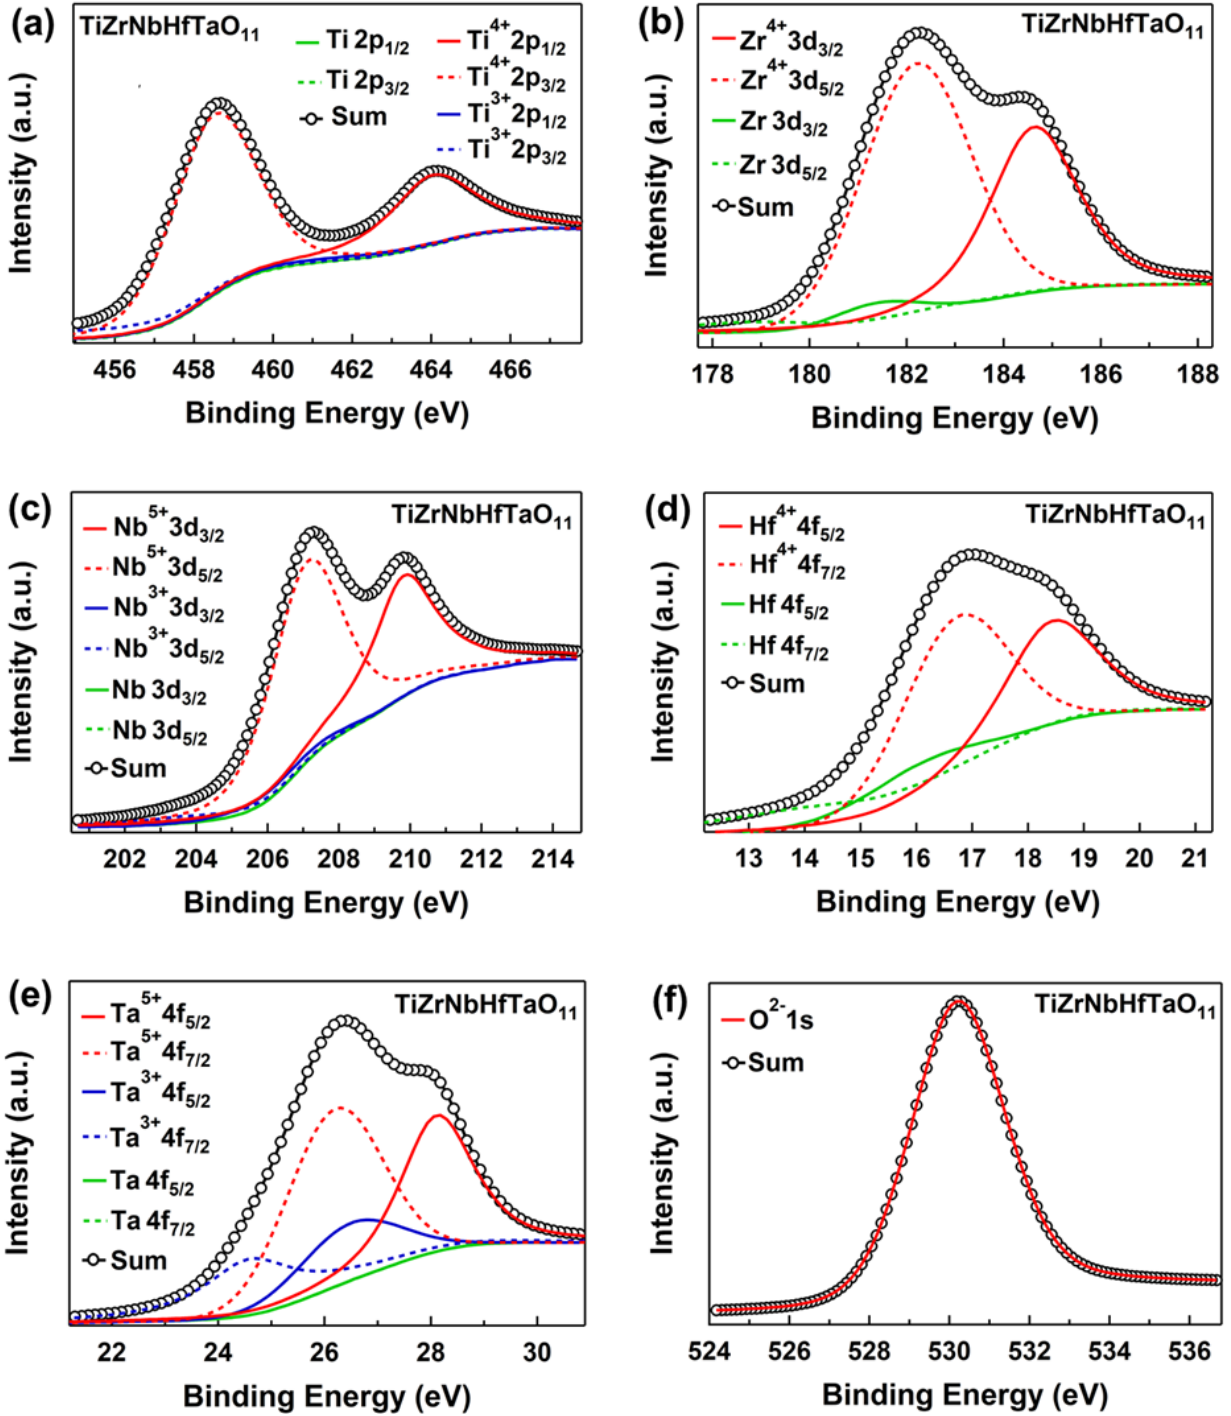 (a)
TiZrNbHfTaO₁₁
Ti 2p₁/₂
Ti 2p₃/₂
Sum
Ti⁴⁺ 2p₁/₂
Ti⁴⁺ 2p₃/₂
Ti³⁺ 2p₁/₂
Ti³⁺ 2p₃/₂
Intensity (a.u.)
456 458 460 462 464 466
Binding Energy (eV)
(b)
TiZrNbHfTaO₁₁
Zr⁴⁺ 3d₃/₂
Zr⁴⁺ 3d₅/₂
Zr 3d₃/₂
Zr 3d₅/₂
Sum
Intensity (a.u.)
178 180 182 184 186 188
Binding Energy (eV)
(c)
TiZrNbHfTaO₁₁
Nb⁵⁺ 3d₃/₂
Nb⁵⁺ 3d₅/₂
Nb³⁺ 3d₃/₂
Nb³⁺ 3d₅/₂
Nb 3d₃/₂
Nb 3d₅/₂
Sum
Intensity (a.u.)
202 204 206 208 210 212 214
Binding Energy (eV)
(d)
TiZrNbHfTaO₁₁
Hf⁴⁺ 4f₅/₂
Hf⁴⁺ 4f₇/₂
Hf 4f₅/₂
Hf 4f₇/₂
Sum
Intensity (a.u.)
13 14 15 16 17 18 19 20 21
Binding Energy (eV)
(e)
TiZrNbHfTaO₁₁
Ta⁵⁺ 4f₅/₂
Ta⁵⁺ 4f₇/₂
Ta³⁺ 4f₅/₂
Ta³⁺ 4f₇/₂
Ta 4f₅/₂
Ta 4f₇/₂
Sum
Intensity (a.u.)
22 24 26 28 30
Binding Energy (eV)
(f)
TiZrNbHfTaO₁₁
O²⁻ 1s
Sum
Intensity (a.u.)
524 526 528 530 532 534 536
Binding Energy (eV)